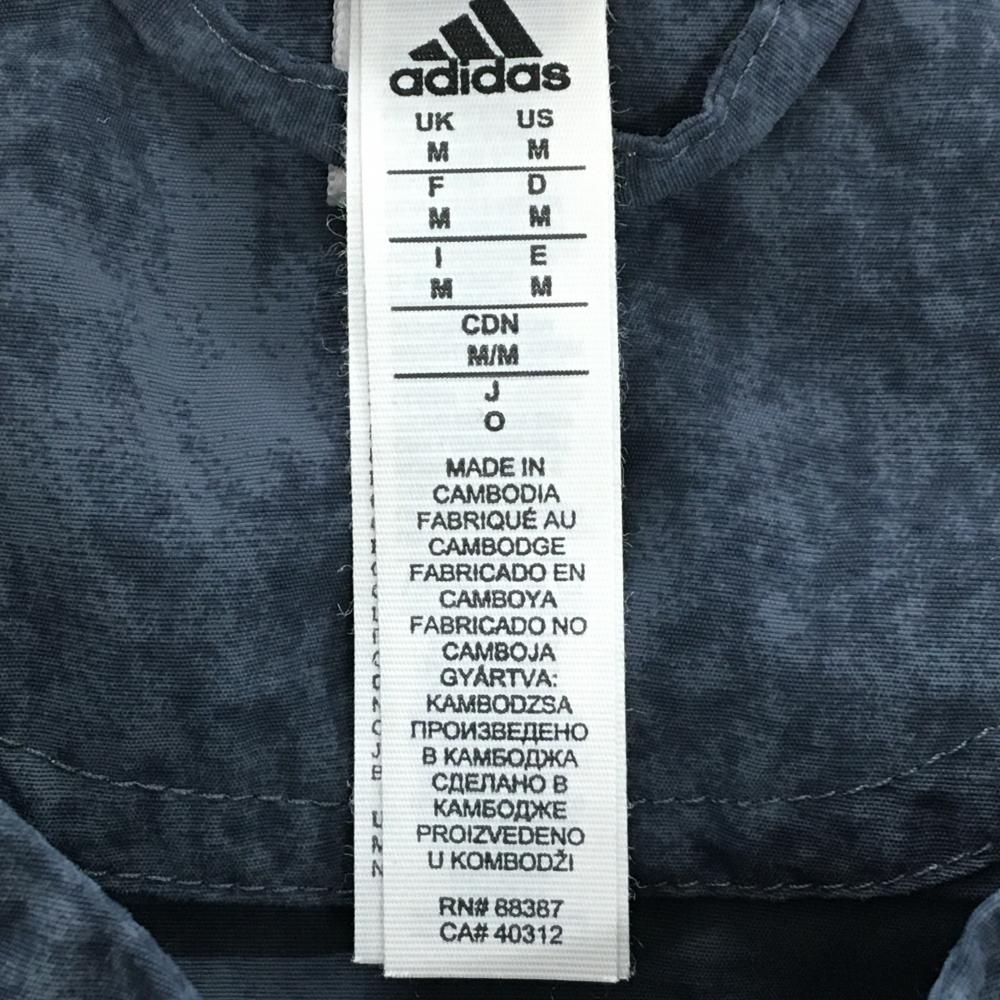 adidas
UK US
M M
F D
M M
I E
M M
CDN
M/M
J
O
MADE IN
CAMBODIA
FABRIQUÉ AU
CAMBODGE
FABRICADO EN
CAMBOYA
FABRICADO NO
CAMBOJA
GYÁRTVA:
KAMBODZSA
ПРОИЗВЕДЕНО
В КАМБОДЖА
СДЕЛАНО В
КАМБОДЖЕ
PROIZVEDENO
U KOMBODŽI
RN# 88387
CA# 40312